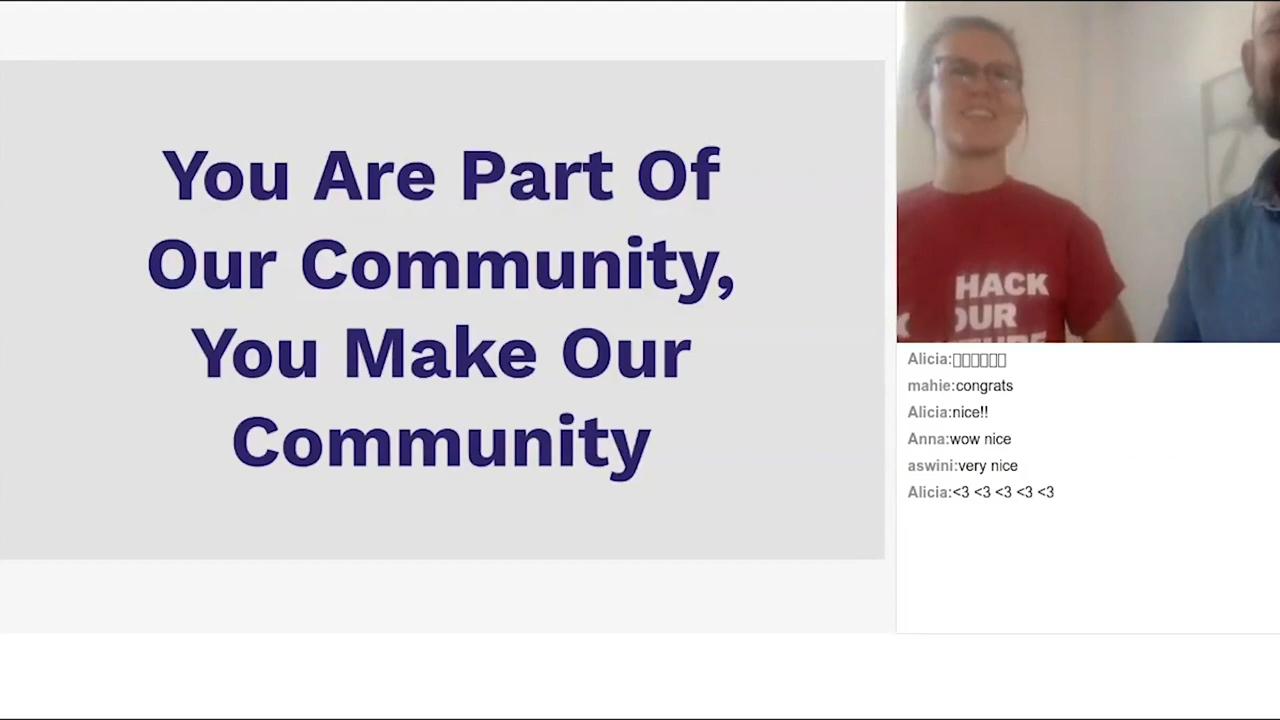 You Are Part Of
Our Community,
You Make Our
Community
HACK
OUR
Alicia:
mahie:congrats
Alicia:nice!!
Anna:wow nice
aswini:very nice
Alicia:<3 <3 <3 <3 <3